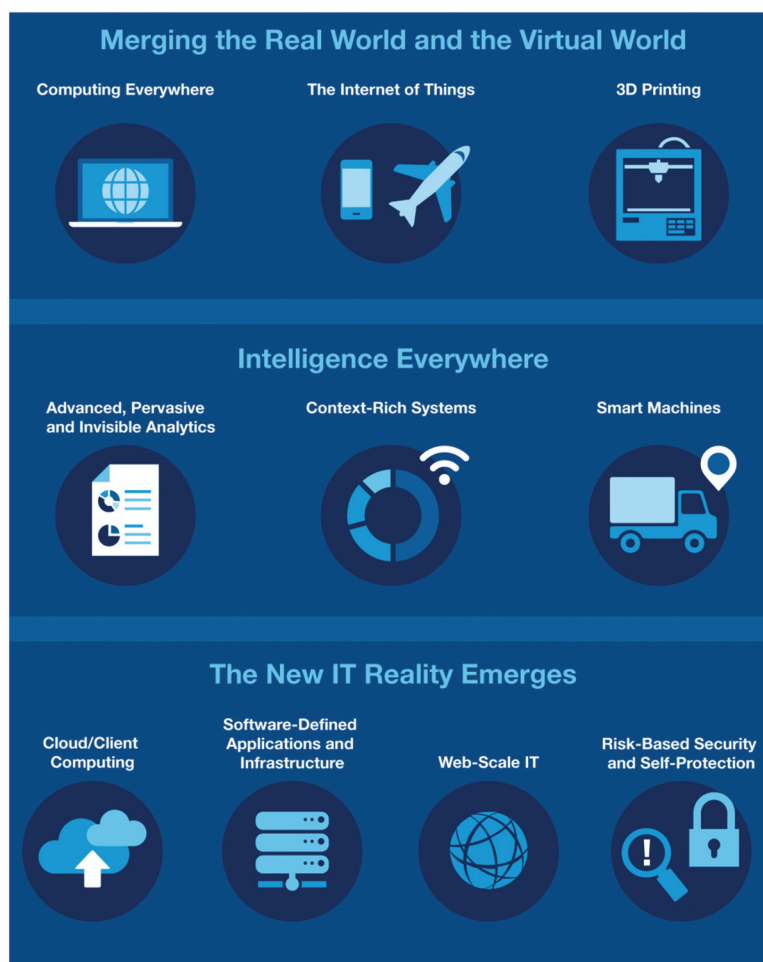 Merging the Real World and the Virtual World
Computing Everywhere
The Internet of Things
3D Printing
Intelligence Everywhere
Advanced, Pervasive
and Invisible Analytics
Context-Rich Systems
Smart Machines
The New IT Reality Emerges
Cloud/Client
Computing
Software-Defined
Applications and
Infrastructure
Web-Scale IT
Risk-Based Security
and Self-Protection
!